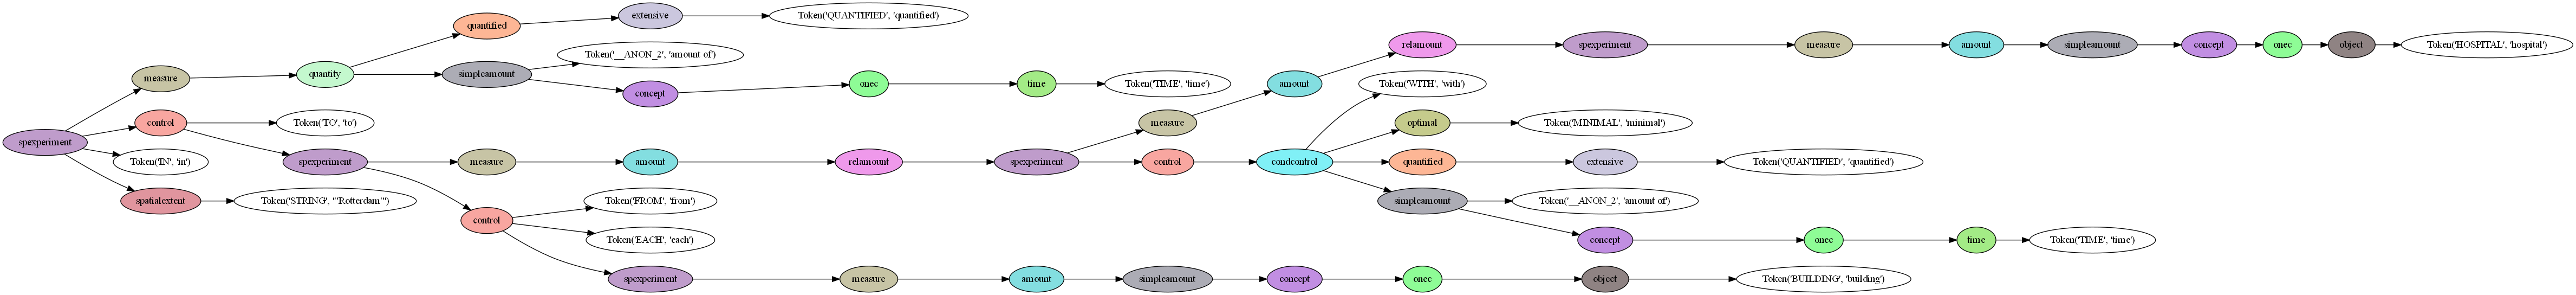 quantified
extensive
Token('QUANTIFIED', 'quantified')
measure
quantity
simpleamount
Token('__ANON_2', 'amount of')
concept
onec
time
Token('TIME', 'time')
spexperiment
control
Token('TO', 'to')
Token('IN', 'in')
spatialextent
Token('STRING', "'Rotterdam'")
spexperiment
measure
amount
relamount
spexperiment
measure
amount
relamount
spexperiment
measure
amount
simpleamount
concept
onec
object
Token('HOSPITAL', 'hospital')
control
condcontrol
Token('WITH', 'with')
optimal
Token('MINIMAL', 'minimal')
quantified
extensive
Token('QUANTIFIED', 'quantified')
simpleamount
Token('__ANON_2', 'amount of')
concept
onec
time
Token('TIME', 'time')
control
Token('FROM', 'from')
Token('EACH', 'each')
spexperiment
measure
amount
simpleamount
concept
onec
object
Token('BUILDING', 'building')